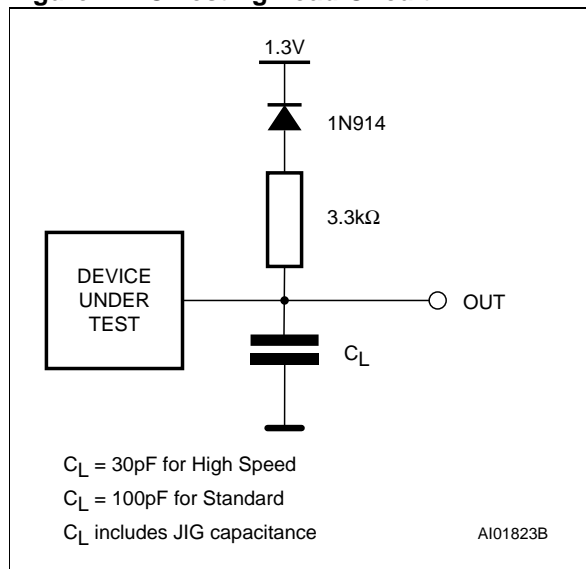 1.3V
1N914
3.3kΩ
DEVICE
UNDER
TEST
OUT
CL
CL = 30pF for High Speed
CL = 100pF for Standard
CL includes JIG capacitance
AI01823B